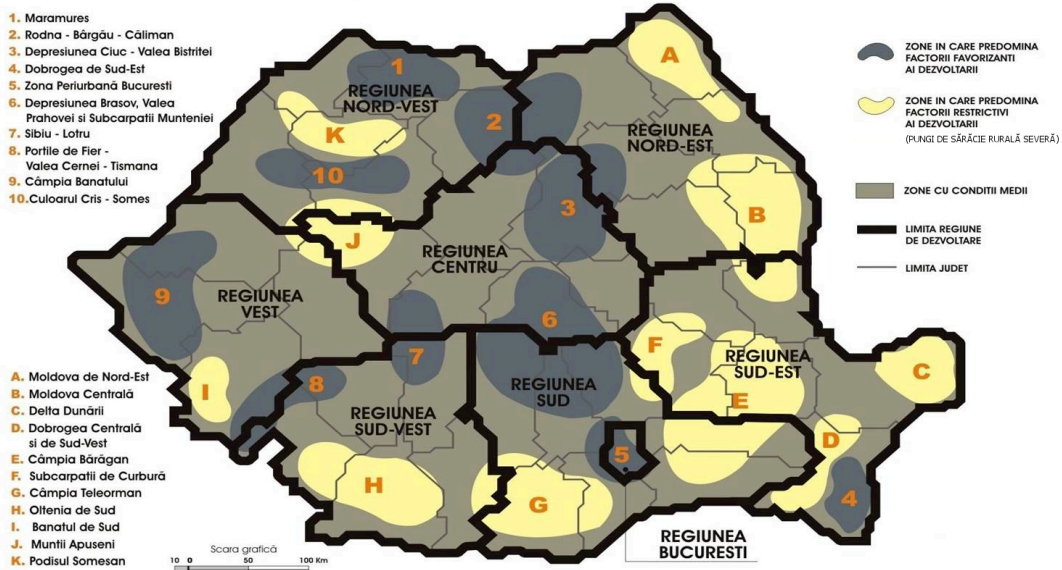 1. Maramures
2. Rodna - Bârgău - Căliman
3. Depresiunea Ciuc - Valea Bistritei
4. Dobrogea de Sud-Est
5. Zona Periurbană Bucuresti
6. Depresiunea Brasov, Valea
Prahovei si Subcarpatii Munteniei
7. Sibiu - Lotru
8. Portile de Fier -
Valea Cernei - Tismana
9. Câmpia Banatului
10. Culoarul Cris - Somes
A. Moldova de Nord-Est
B. Moldova Centrală
C. Delta Dunării
D. Dobrogea Centrală
si de Sud-Vest
E. Câmpia Bărăgan
F. Subcarpatii de Curbură
G. Câmpia Teleorman
H. Oltenia de Sud
I. Banatul de Sud
J. Muntii Apuseni
K. Podisul Somesan
Scara grafică
10 0 50 100 Km
1
REGIUNEA
NORD-VEST
K
2
10
A
REGIUNEA
NORD-EST
B
3
J
REGIUNEA
CENTRU
9
REGIUNEA
VEST
6
7
I
8
REGIUNEA
SUD-VEST
H
REGIUNEA
SUD
F
REGIUNEA
SUD-EST
E
C
D
5
G
4
REGIUNEA
BUCURESTI
ZONE IN CARE PREDOMINA
FACTORII FAVORIZANTI
AI DEZVOLTARII
ZONE IN CARE PREDOMINA
FACTORII RESTRICTIVI
AI DEZVOLTARII
(PUNGI DE SĂRĂCIE RURALĂ SEVERĂ)
ZONE CU CONDITII MEDII
LIMITA REGIUNE
DE DEZVOLTARE
LIMITA JUDET